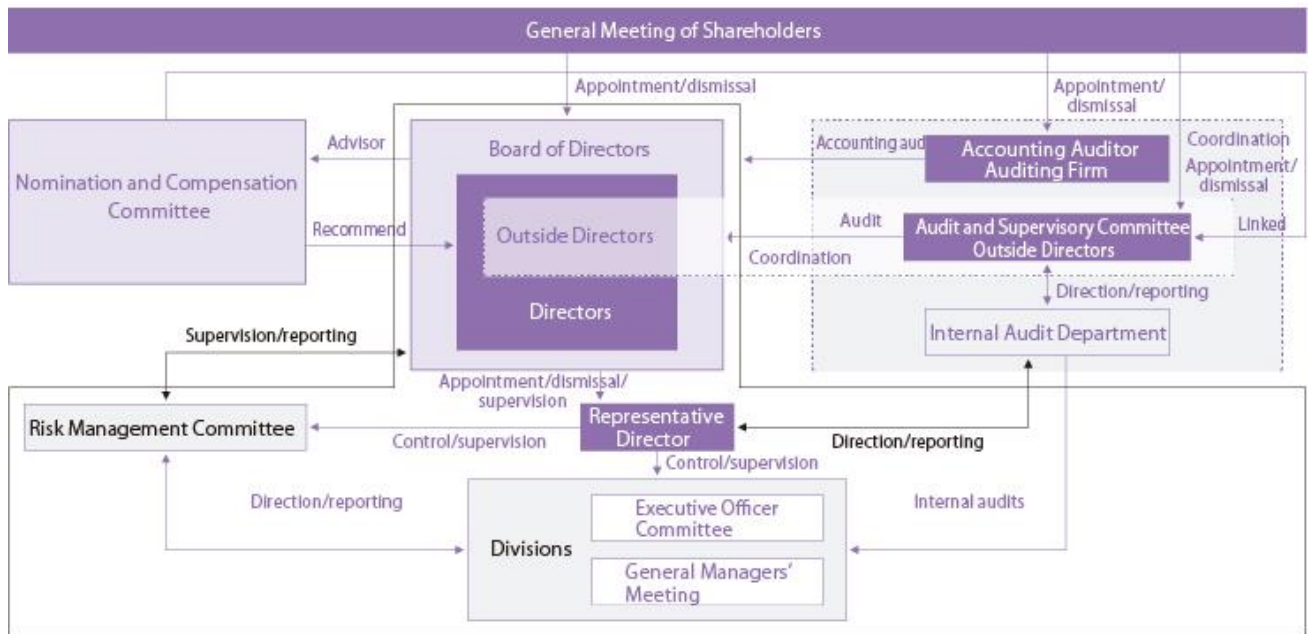 General Meeting of Shareholders
Appointment/dismissal
Appointment/
dismissal
Advisor
Board of Directors
Accounting aud
Accounting Auditor
Auditing Firm
Coordination
Appointment/
dismissal
Nomination and Compensation
Committee
Recommend
Outside Directors
Audit
Audit and Supervisory Committee
Outside Directors
Linked
Coordination
Directors
Direction/reporting
Internal Audit Department
Supervision/reporting
Appointment/dismissal/
supervision
Risk Management Committee
Representative
Director
Control/supervision
Direction/reporting
Control/supervision
Direction/reporting
Executive Officer
Committee
Internal audits
Divisions
General Managers'
Meeting